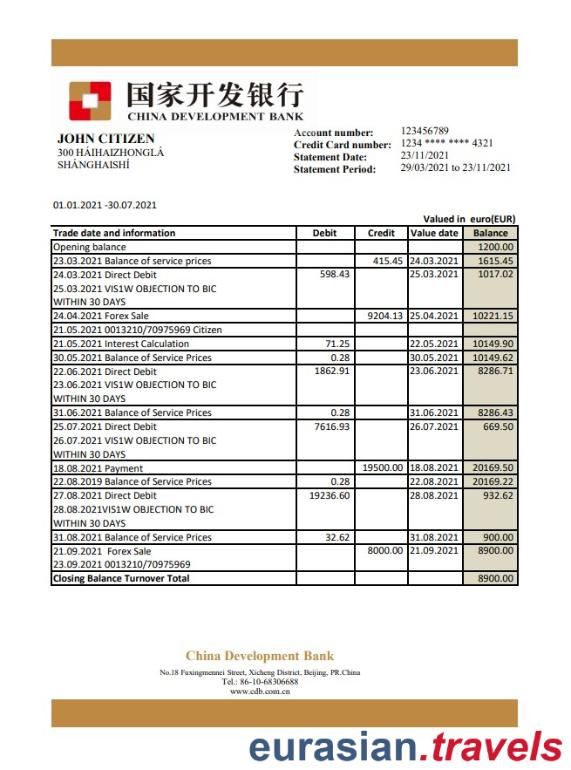 国家开发银行
CHINA DEVELOPMENT BANK
JOHN CITIZEN
300 HÁIHAIZHONGLÁ
SHÁNGHAISHÍ
Account number: 123456789
Credit Card number: 1234 **** **** 4321
Statement Date: 23/11/2021
Statement Period: 29/03/2021 to 23/11/2021
01.01.2021 -30.07.2021
Valued in euro(EUR)
Trade date and information Debit Credit Value date Balance
Opening balance 1200.00
23.03.2021 Balance of service prices 415.45 24.03.2021 1615.45
24.03.2021 Direct Debit 598.43 25.03.2021 1017.02
25.03.2021 VIS1W OBJECTION TO BIC
WITHIN 30 DAYS
24.04.2021 Forex Sale 9204.13 25.04.2021 10221.15
21.05.2021 0013210/70975969 Citizen
21.05.2021 Interest Calculation 71.25 22.05.2021 10149.90
30.05.2021 Balance of Service Prices 0.28 30.05.2021 10149.62
22.06.2021 Direct Debit 1862.91 23.06.2021 8286.71
23.06.2021 VIS1W OBJECTION TO BIC
WITHIN 30 DAYS
31.06.2021 Balance of Service Prices 0.28 31.06.2021 8286.43
25.07.2021 Direct Debit 7616.93 26.07.2021 669.50
26.07.2021 VIS1W OBJECTION TO BIC
WITHIN 30 DAYS
18.08.2021 Payment 19500.00 18.08.2021 20169.50
22.08.2019 Balance of Service Prices 0.28 22.08.2021 20169.22
27.08.2021 Direct Debit 19236.60 28.08.2021 932.62
28.08.2021VIS1W OBJECTION TO BIC
WITHIN 30 DAYS
31.08.2021 Balance of Service Prices 32.62 31.08.2021 900.00
21.09.2021 Forex Sale 8000.00 21.09.2021 8900.00
23.09.2021 0013210/70975969
Closing Balance Turnover Total 8900.00
China Development Bank
No.18 Fuxingmennei Street, Xicheng District, Beijing, PR.China
Tel.: 86-10-68306688
www.cdb.com.cn
eurasian.travels